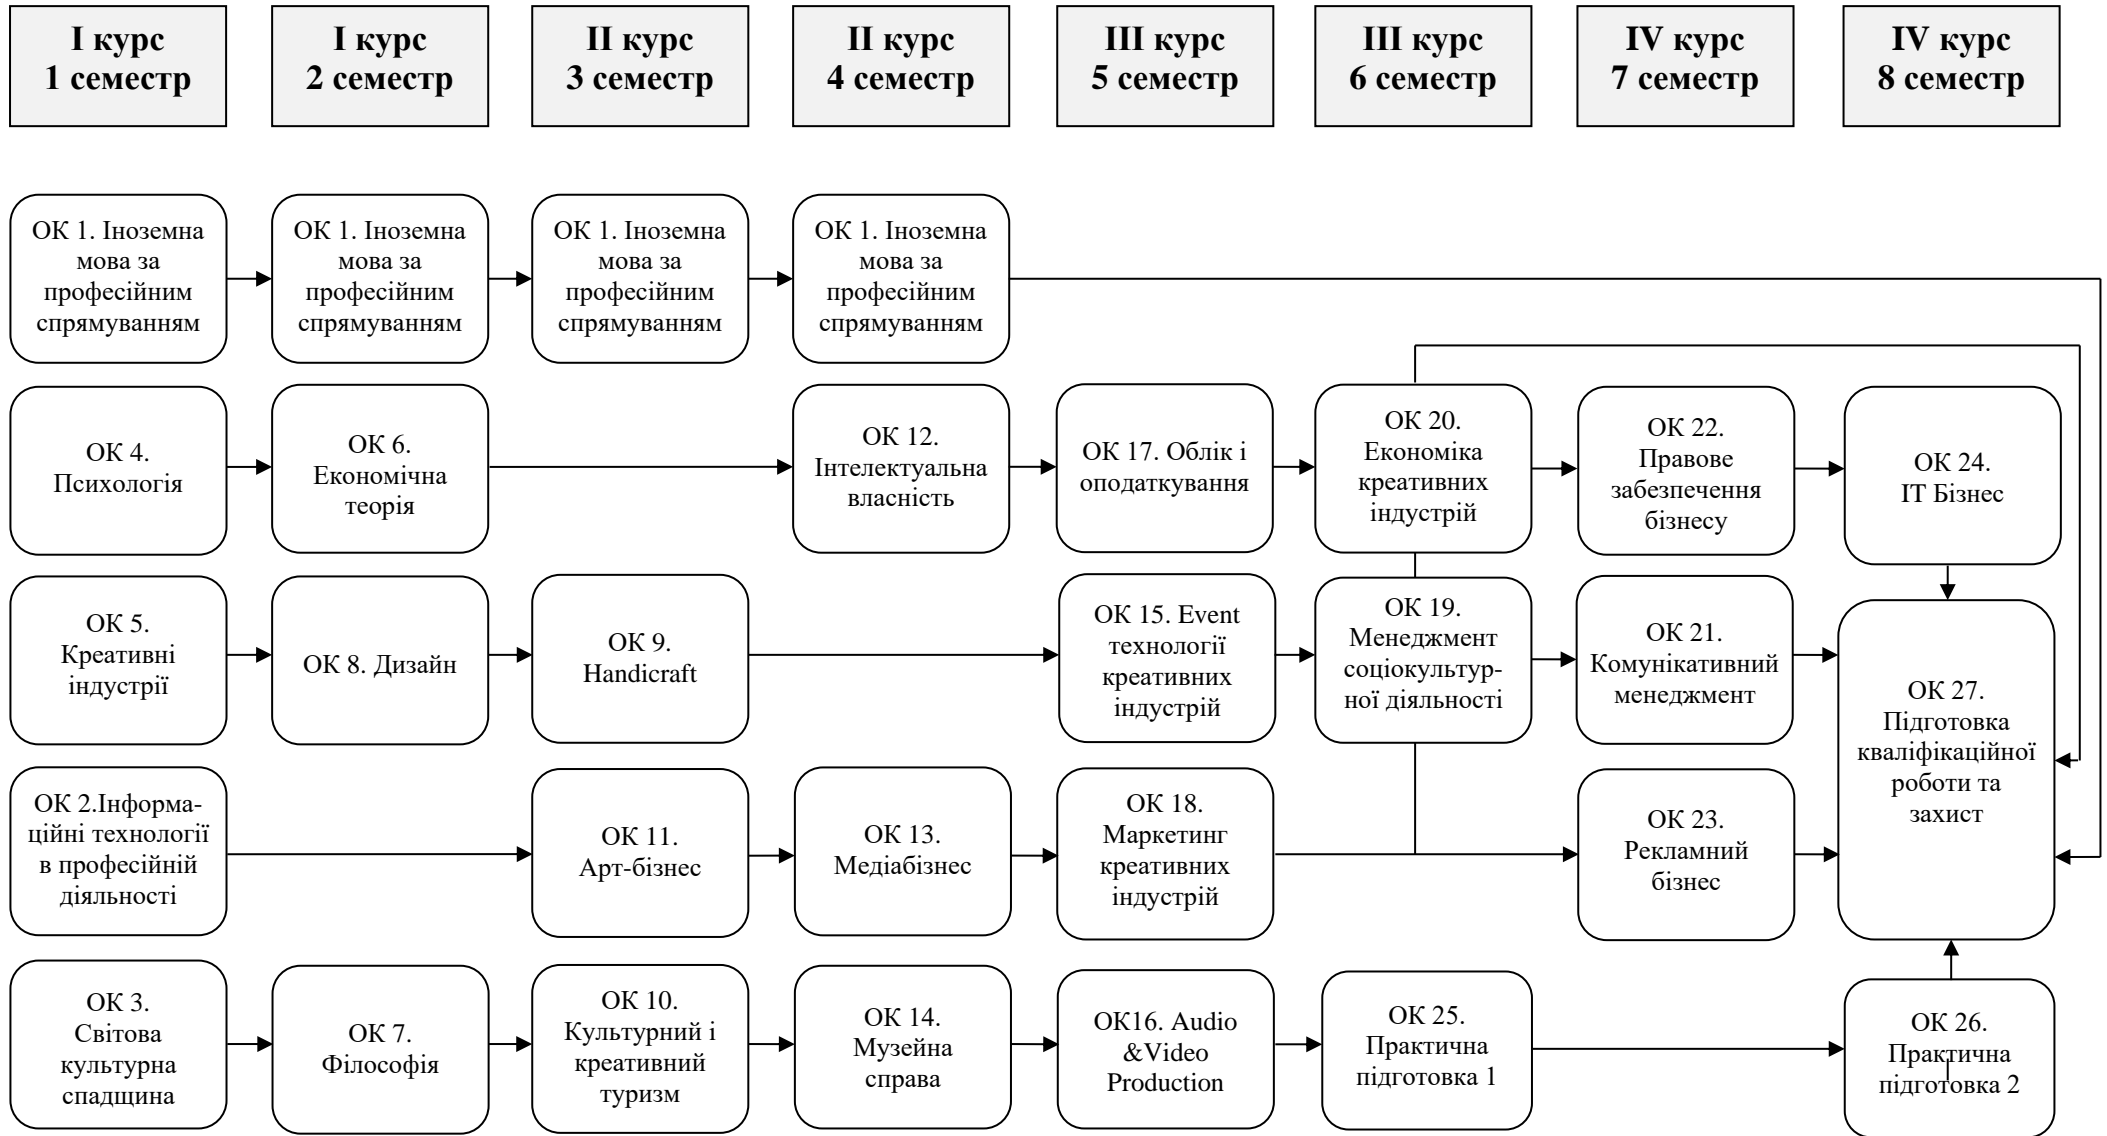 I курс
1 семестр
I курс
2 семестр
II курс
3 семестр
II курс
4 семестр
III курс
5 семестр
III курс
6 семестр
IV курс
7 семестр
IV курс
8 семестр
ОК 1. Іноземна
мова за
професійним
спрямуванням
ОК 1. Іноземна
мова за
професійним
спрямуванням
ОК 1. Іноземна
мова за
професійним
спрямуванням
ОК 1. Іноземна
мова за
професійним
спрямуванням
ОК 4.
Психологія
ОК 6.
Економічна
теорія
ОК 12.
Інтелектуальна
власність
ОК 17. Облік і
оподаткування
ОК 20.
Економіка
креативних
індустрій
ОК 22.
Правове
забезпечення
бізнесу
ОК 24.
ІТ Бізнес
ОК 5.
Креативні
індустрії
ОК 8. Дизайн
ОК 9.
Handicraft
ОК 15. Event
технології
креативних
індустрій
ОК 19.
Менеджмент
соціокультур-
ної діяльності
ОК 21.
Комунікативний
менеджмент
ОК 27.
Підготовка
кваліфікаційної
роботи та
захист
ОК 2.Інформа-
ційні технології
в професійній
діяльності
ОК 11.
Арт-бізнес
ОК 13.
Медіабізнес
ОК 18.
Маркетинг
креативних
індустрій
ОК 23.
Рекламний
бізнес
ОК 3.
Світова
культурна
спадщина
ОК 7.
Філософія
ОК 10.
Культурний і
креативний
туризм
ОК 14.
Музейна
справа
ОК16. Audio
&Video
Production
ОК 25.
Практична
підготовка 1
ОК 26.
Практична
підготовка 2